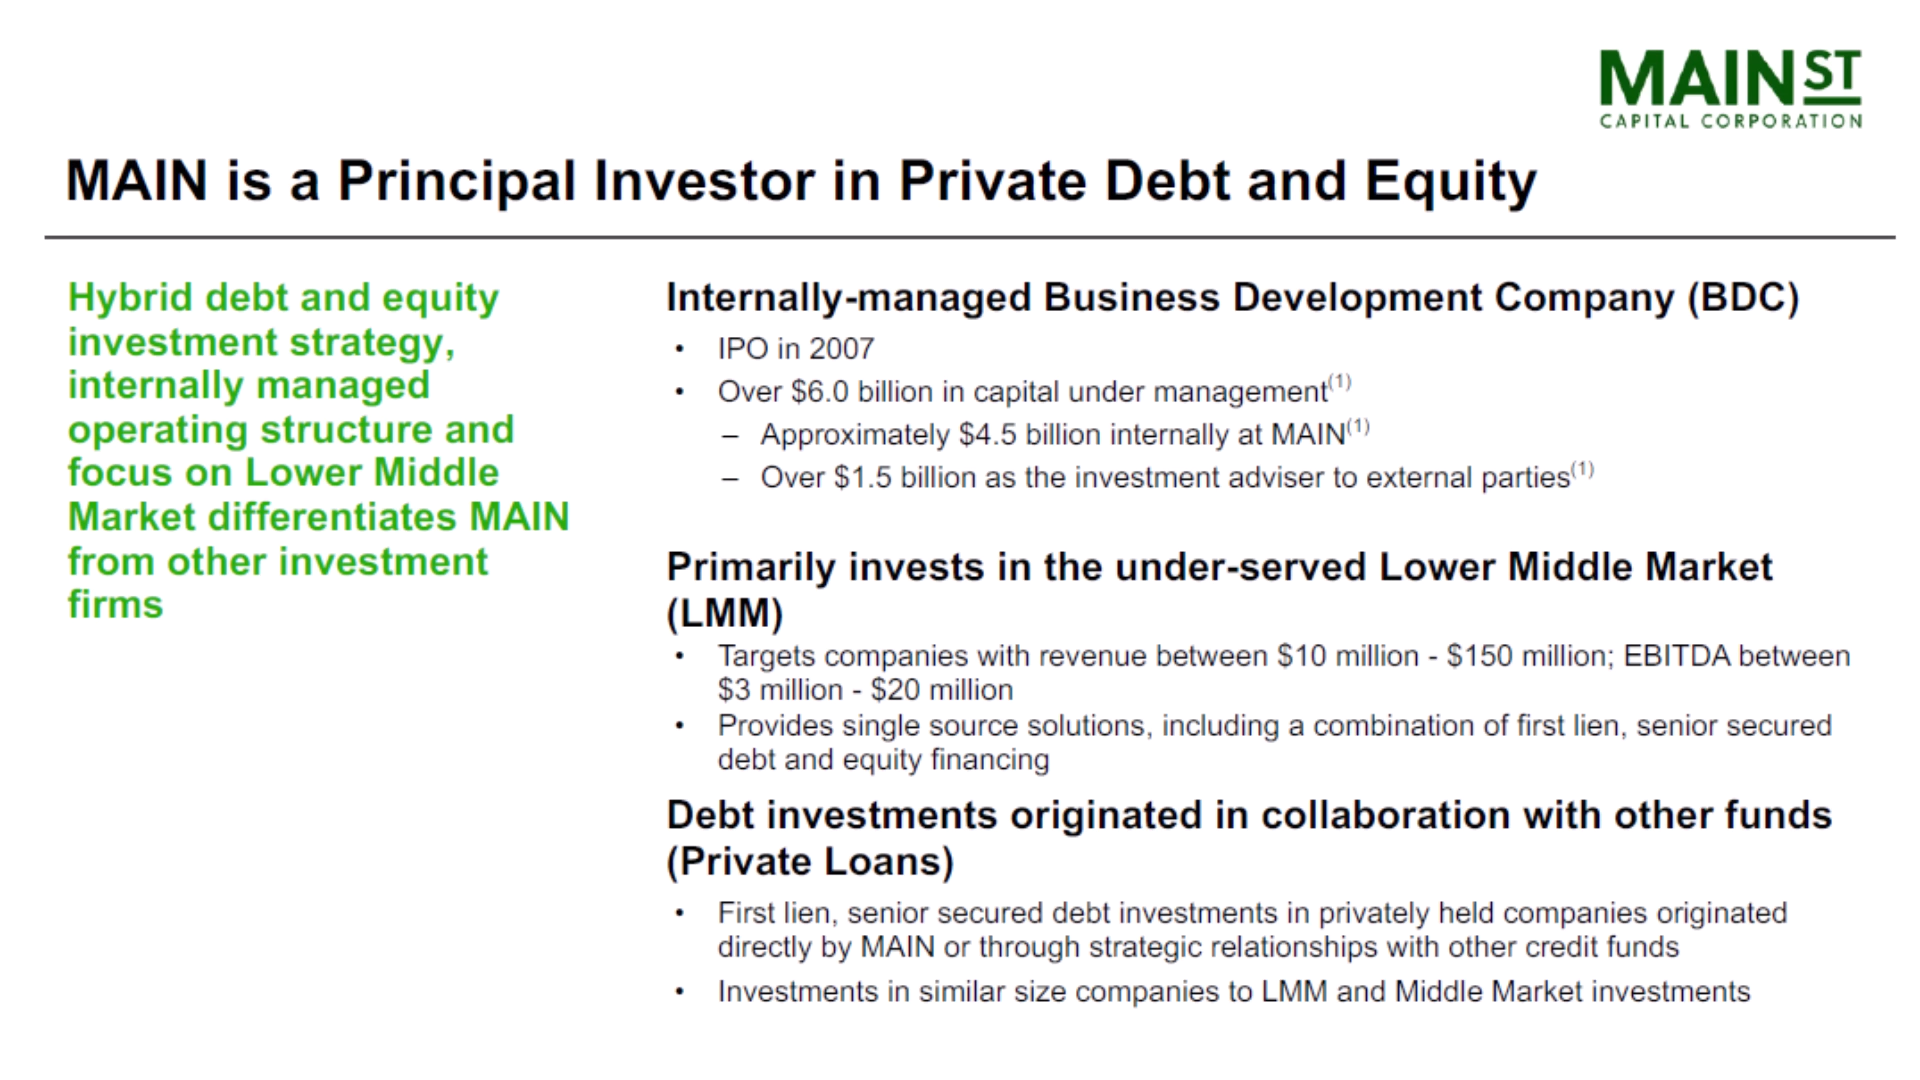 MAIN ST
CAPITAL CORPORATION
MAIN is a Principal Investor in Private Debt and Equity
Hybrid debt and equity
investment strategy,
internally managed
operating structure and
focus on Lower Middle
Market differentiates MAIN
from other investment
firms
Internally-managed Business Development Company (BDC)
• IPO in 2007
• Over $6.0 billion in capital under management(1)
– Approximately $4.5 billion internally at MAIN(1)
– Over $1.5 billion as the investment adviser to external parties(1)
Primarily invests in the under-served Lower Middle Market
(LMM)
• Targets companies with revenue between $10 million - $150 million; EBITDA between
$3 million - $20 million
• Provides single source solutions, including a combination of first lien, senior secured
debt and equity financing
Debt investments originated in collaboration with other funds
(Private Loans)
• First lien, senior secured debt investments in privately held companies originated
directly by MAIN or through strategic relationships with other credit funds
• Investments in similar size companies to LMM and Middle Market investments